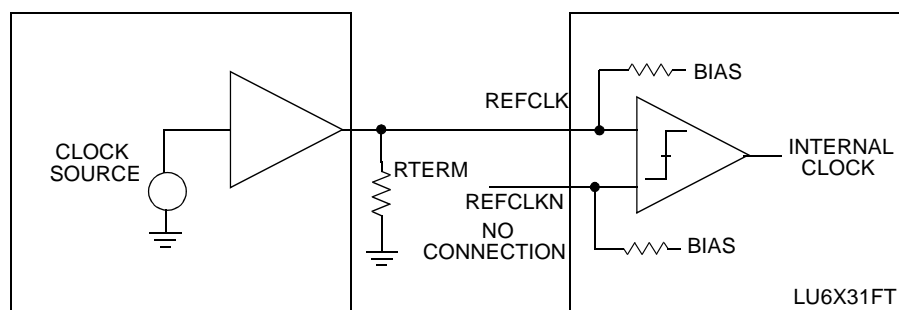 BIAS
REFCLK
CLOCK
SOURCE
RTERM
INTERNAL
CLOCK
REFCLKN
NO
CONNECTION
BIAS
LU6X31FT